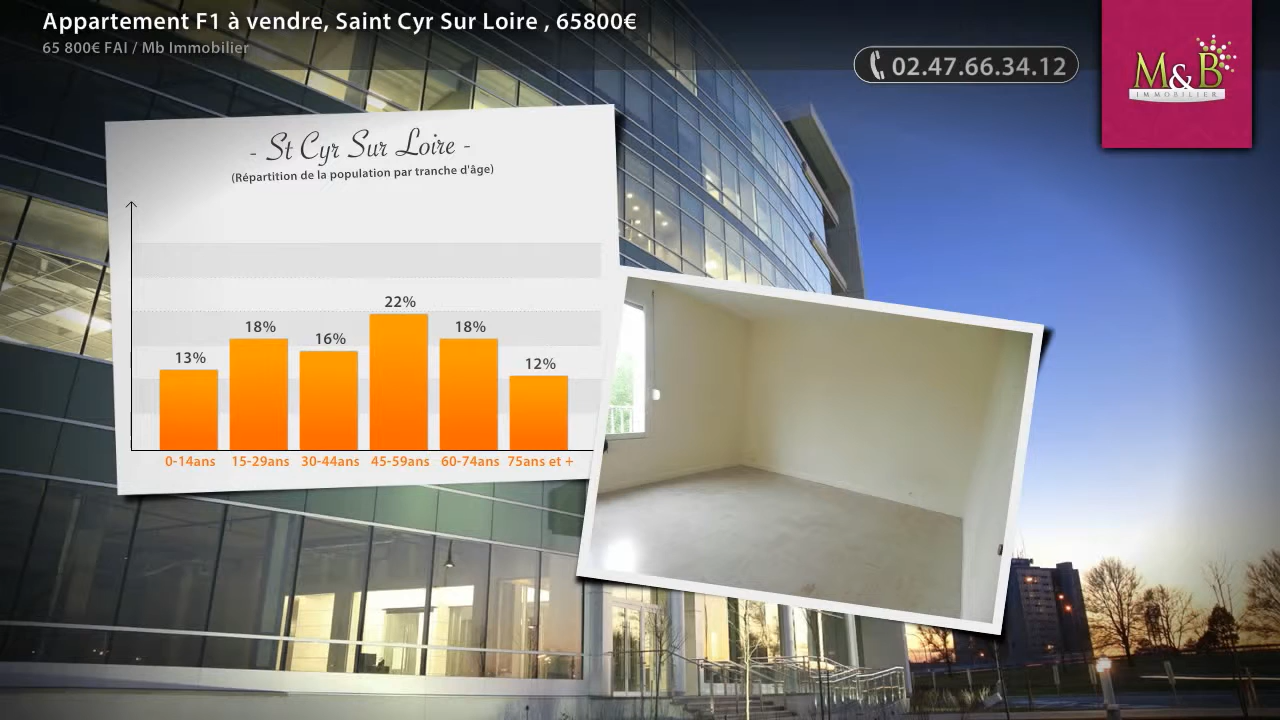 Appartement F1 à vendre, Saint Cyr Sur Loire , 65800€
65 800€ FAI / Mb Immobilier
02.47.66.34.12
M&B
IMMOBILIER
- St Cyr Sur Loire -
(Répartition de la population par tranche d'âge)
13%
18%
16%
22%
18%
12%
0-14ans
15-29ans
30-44ans
45-59ans
60-74ans
75ans et +